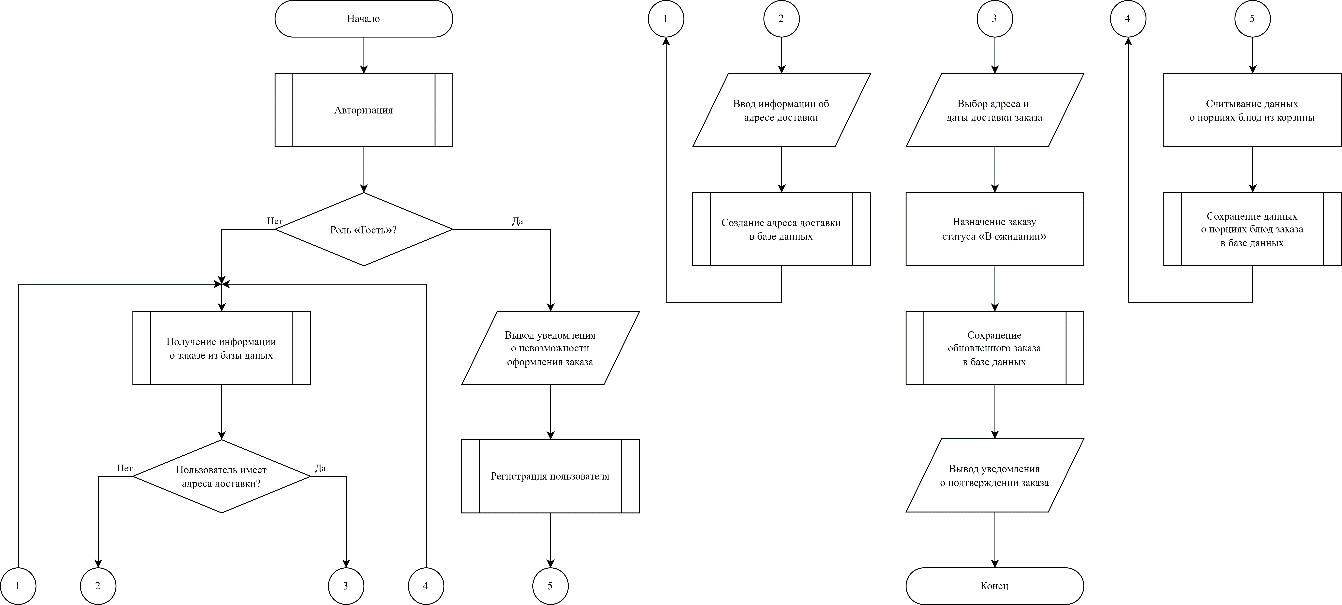 Начало
Авторизация
Роль «Гость»?
Нет
Да
Получение информации
о заказе из базы даных
Вывод уведомления
о невозможности
оформления заказа
Пользователь имеет
адреса доставки?
Нет
Да
Регистрация пользователя
1
2
3
4
5
1
2
Ввод информации об
адресе доставки
Создание адреса доставки
в базе данных
3
Выбор адреса и
даты доставки заказа
Назначение заказу
статуса «В ожидании»
Сохранение
обновленного заказа
в базе данных
Вывод уведомления
о подтверждении заказа
Конец
4
5
Считывание данных
о порциях блюд из корзины
Сохранение данных
о порциях блюд заказа
в базе данных